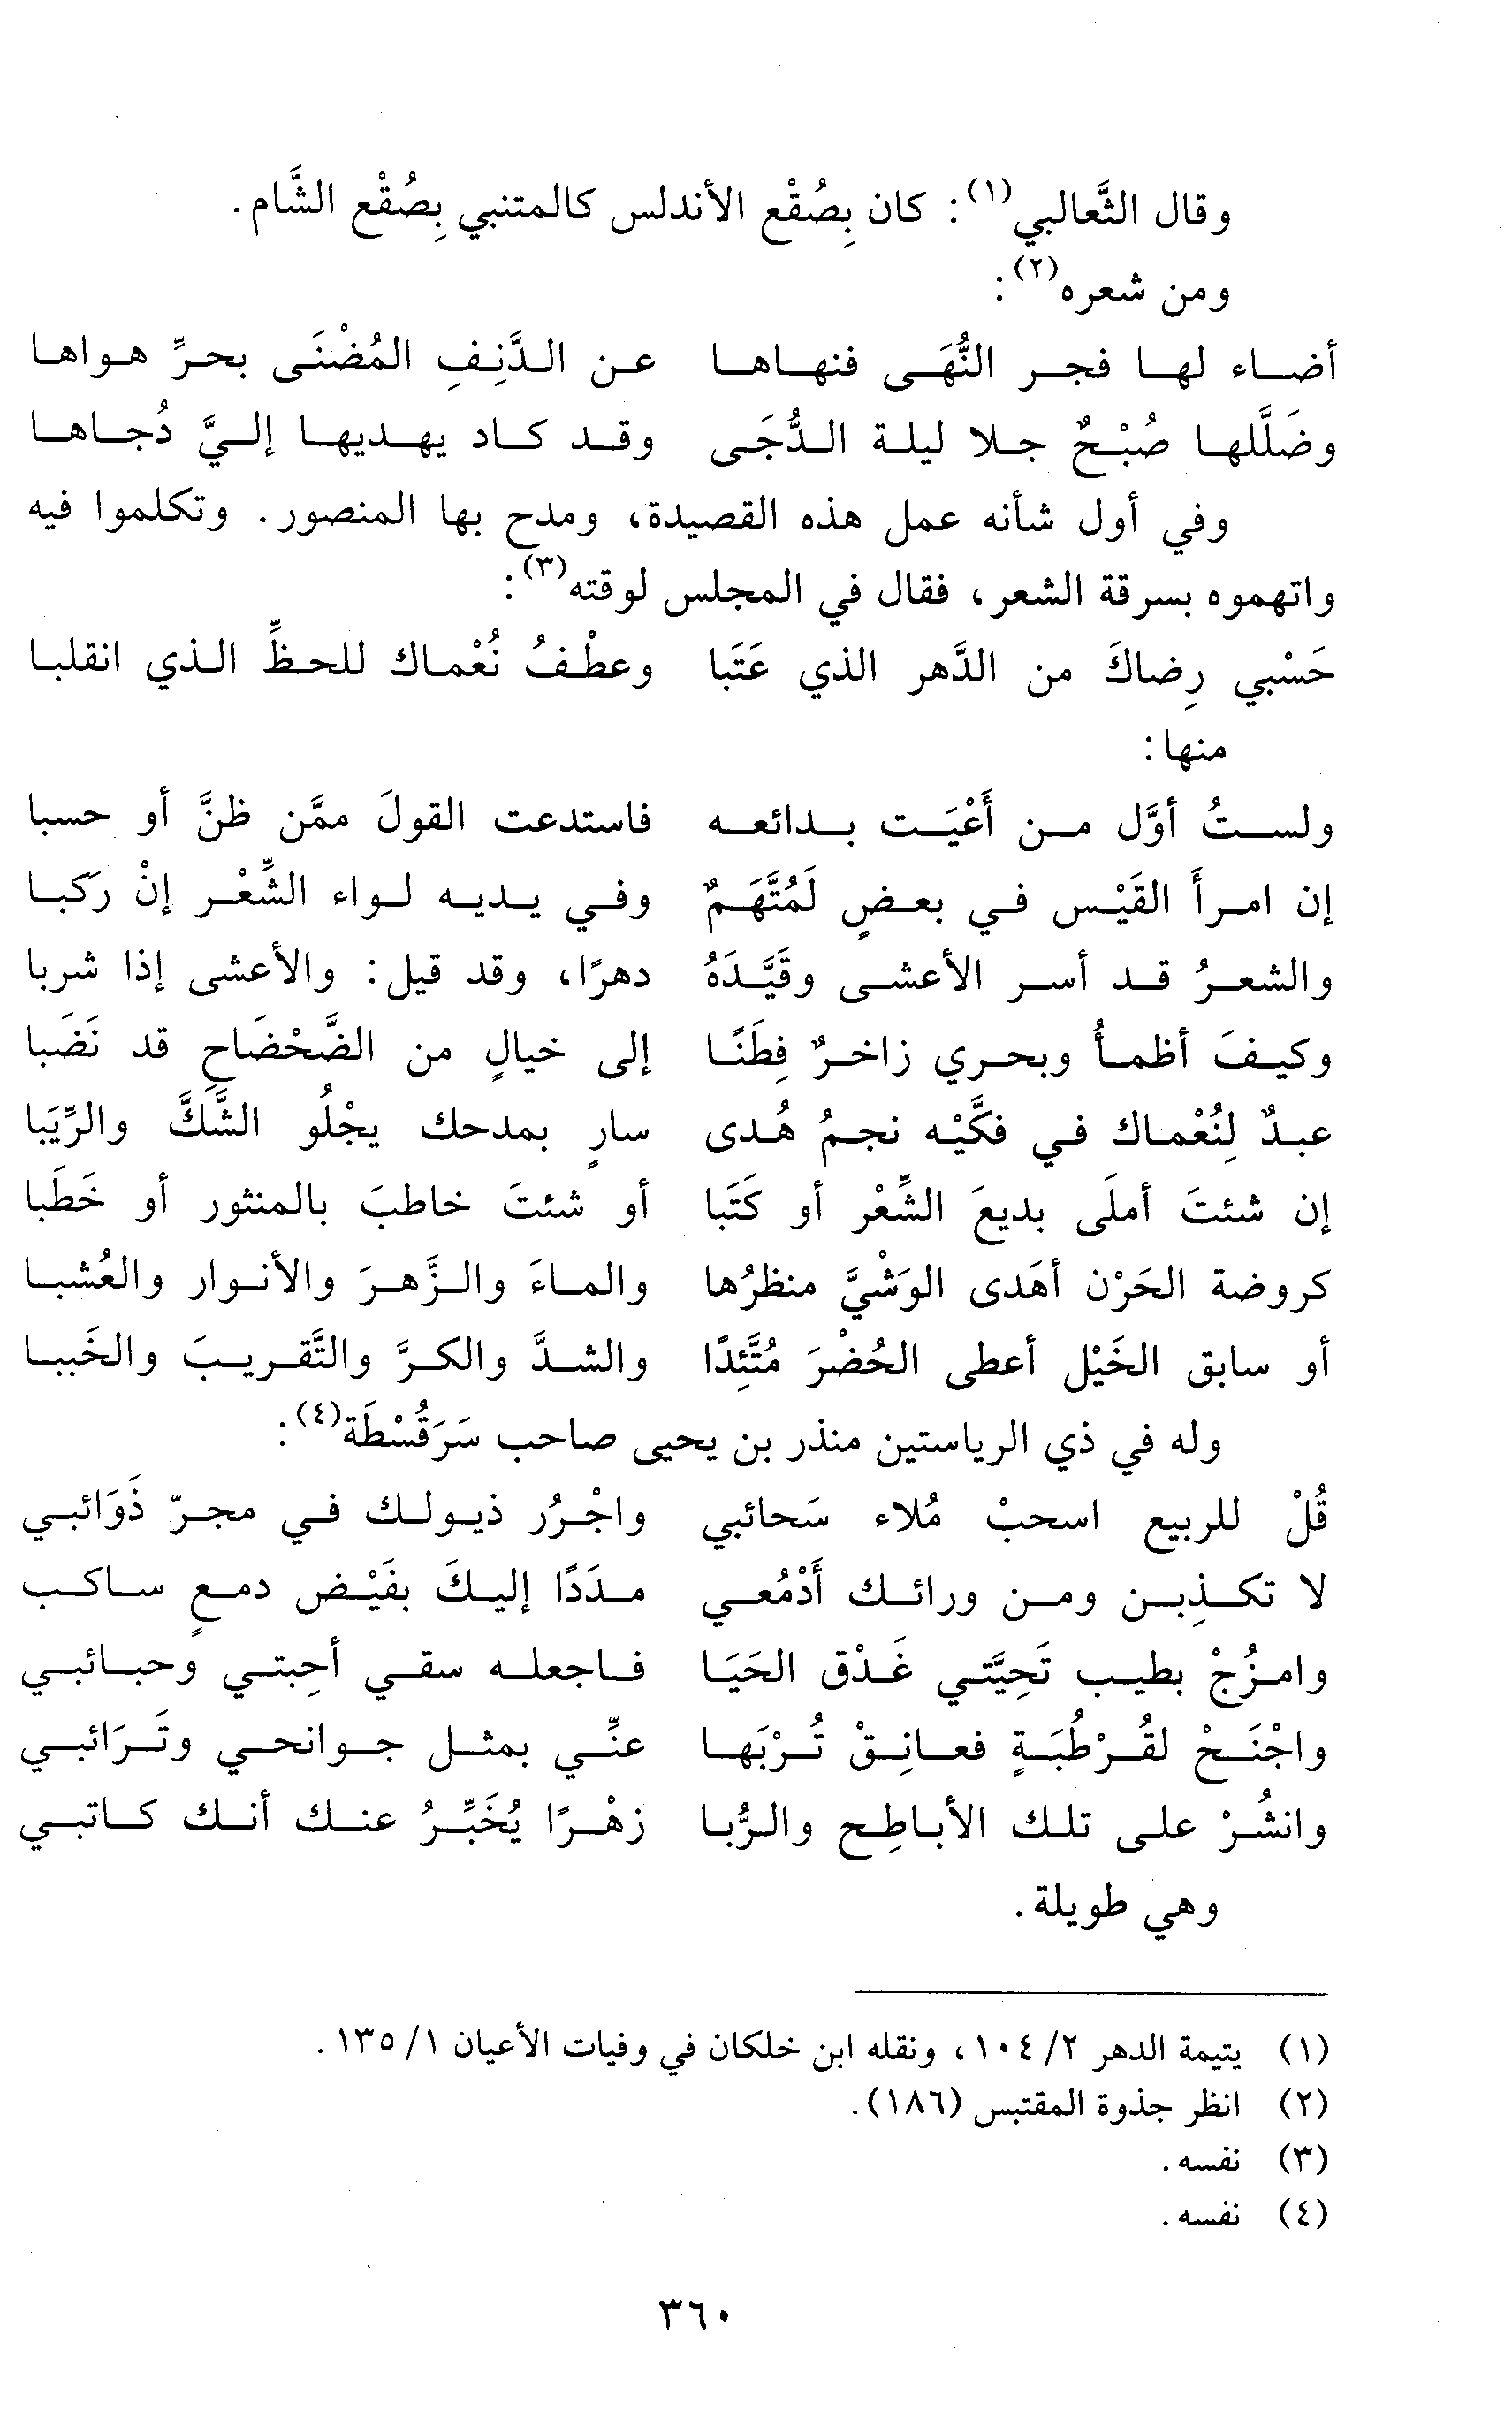 وقال الثَّعالبي(١): كان بِصُقْع الأندلس كالمتنبي بِصُقْع الشَّام.
ومن شعره(٢):
أضاء لها فجر النُّهَى فنهاها عن الدَّنِفِ المُضْنَى بحرِّ هواها
وضَلَّلها صُبْحٌ جلا ليلة الدُّجَى وقد كاد يهديها إليَّ دُجاها
وفي أول شأنه عمل هذه القصيدة، ومدح بها المنصور. وتكلموا فيه
واتهموه بسرقة الشعر، فقال في المجلس لوقته(٣):
حَسْبي رِضاكَ من الدَّهر الذي عَتَبا وعطْفُ نُعْماك للحظِّ الذي انقلبا
منها:
ولستُ أوَّل من أَعْيَت بدائعه فاستدعت القولَ ممَّن ظنَّ أو حسبا
إن امرأَ القَيْس في بعضٍ لَمُتَّهَمٌ وفي يديه لواء الشِّعْر إنْ رَكبا
والشعرُ قد أسر الأعشى وقَيَّدَهُ دهرًا، وقد قيل: والأعشى إذا شربا
وكيفَ أظمأُ وبحري زاخرٌ فِطَنًا إلى خيالٍ من الضَّحْضَاحِ قد نَضَبا
عبدٌ لِنُعْماك في فكَّيْه نجمُ هُدى سارٍ بمدحك يجْلُو الشَّكَّ والرِّيَبا
إن شئتَ أملَى بديعَ الشِّعْر أو كَتَبا أو شئتَ خاطبَ بالمنثور أو خَطَبا
كروضة الحَزْن أهَدى الوَشْيَّ منظرُها والماءَ والزَّهرَ والأنوار والعُشبا
أو سابق الخَيْل أعطى الحُضْرَ مُتَّئِدًا والشدَّ والكرَّ والتَّقريبَ والخَببا
وله في ذي الرياستين منذر بن يحيى صاحب سَرَقُسْطَة(٤):
قُلْ للربيع اسحبْ مُلاء سَحائبي واجْرُر ذيولك في مجرّ ذَوَائبي
لا تكذِبن ومن ورائك أَدْمُعي مدَدًا إليكَ بفَيْض دمعٍ ساكب
وامزُجْ بطيب تَحِيَّتي غَدْق الحَيَا فاجعله سقي أحِبتي وحبائبي
واجْنَحْ لقُرْطُبَةٍ فعانِقْ تُرْبَها عنِّي بمثل جوانحي وتَرَائبي
وانشُرْ على تلك الأباطِح والرُّبا زهْرًا يُخَبِّرُ عنك أنك كاتبي
وهي طويلة.
(١) يتيمة الدهر ٢/ ١٠٤، ونقله ابن خلكان في وفيات الأعيان ١/ ١٣٥.
(٢) انظر جذوة المقتبس (١٨٦).
(٣) نفسه.
(٤) نفسه.
٣٦٠